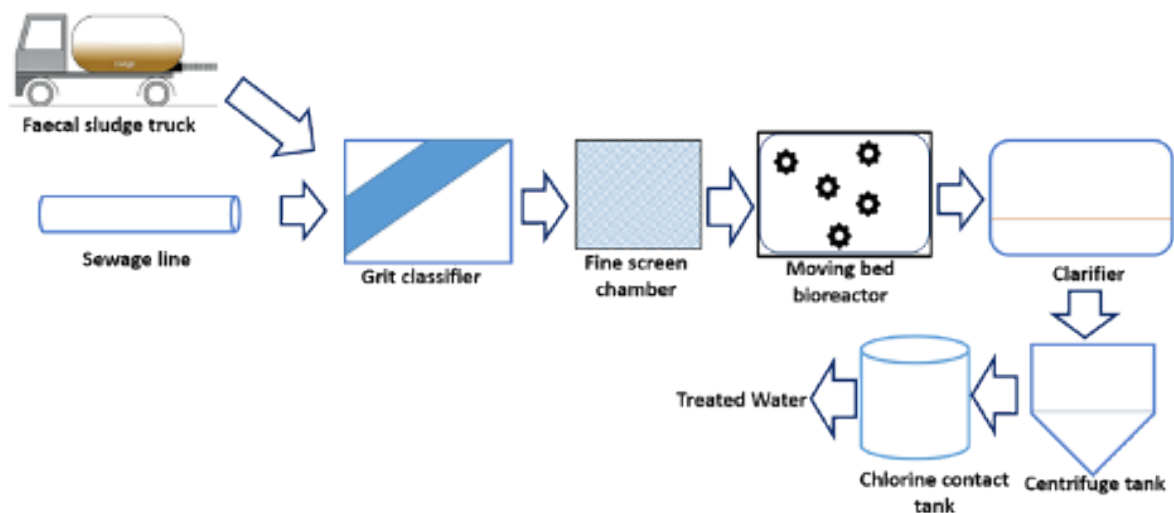 Faecal sludge truck
Sewage line
Grit classifier
Fine screen
chamber
Moving bed
bioreactor
Clarifier
Treated Water
Chlorine contact
tank
Centrifuge tank